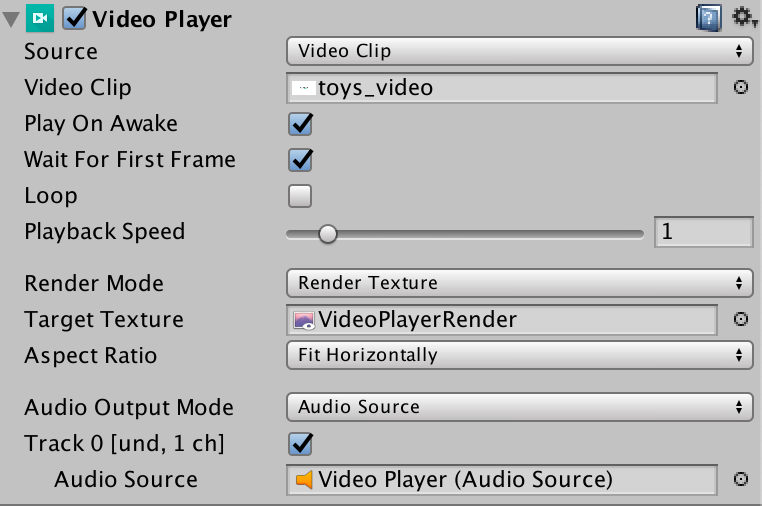 Video Player
Source Video Clip
Video Clip toys_video
Play On Awake
Wait For First Frame
Loop
Playback Speed 1
Render Mode Render Texture
Target Texture VideoPlayerRender
Aspect Ratio Fit Horizontally
Audio Output Mode Audio Source
Track 0 [und, 1 ch]
Audio Source Video Player (Audio Source)